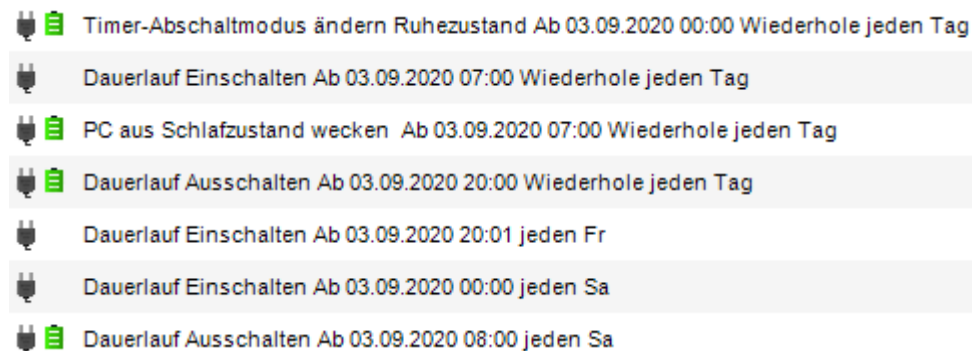 Timer-Abschaltmodus ändern Ruhezustand Ab 03.09.2020 00:00 Wiederhole jeden Tag
Dauerlauf Einschalten Ab 03.09.2020 07:00 Wiederhole jeden Tag
PC aus Schlafzustand wecken Ab 03.09.2020 07:00 Wiederhole jeden Tag
Dauerlauf Ausschalten Ab 03.09.2020 20:00 Wiederhole jeden Tag
Dauerlauf Einschalten Ab 03.09.2020 20:01 jeden Fr
Dauerlauf Einschalten Ab 03.09.2020 00:00 jeden Sa
Dauerlauf Ausschalten Ab 03.09.2020 08:00 jeden Sa